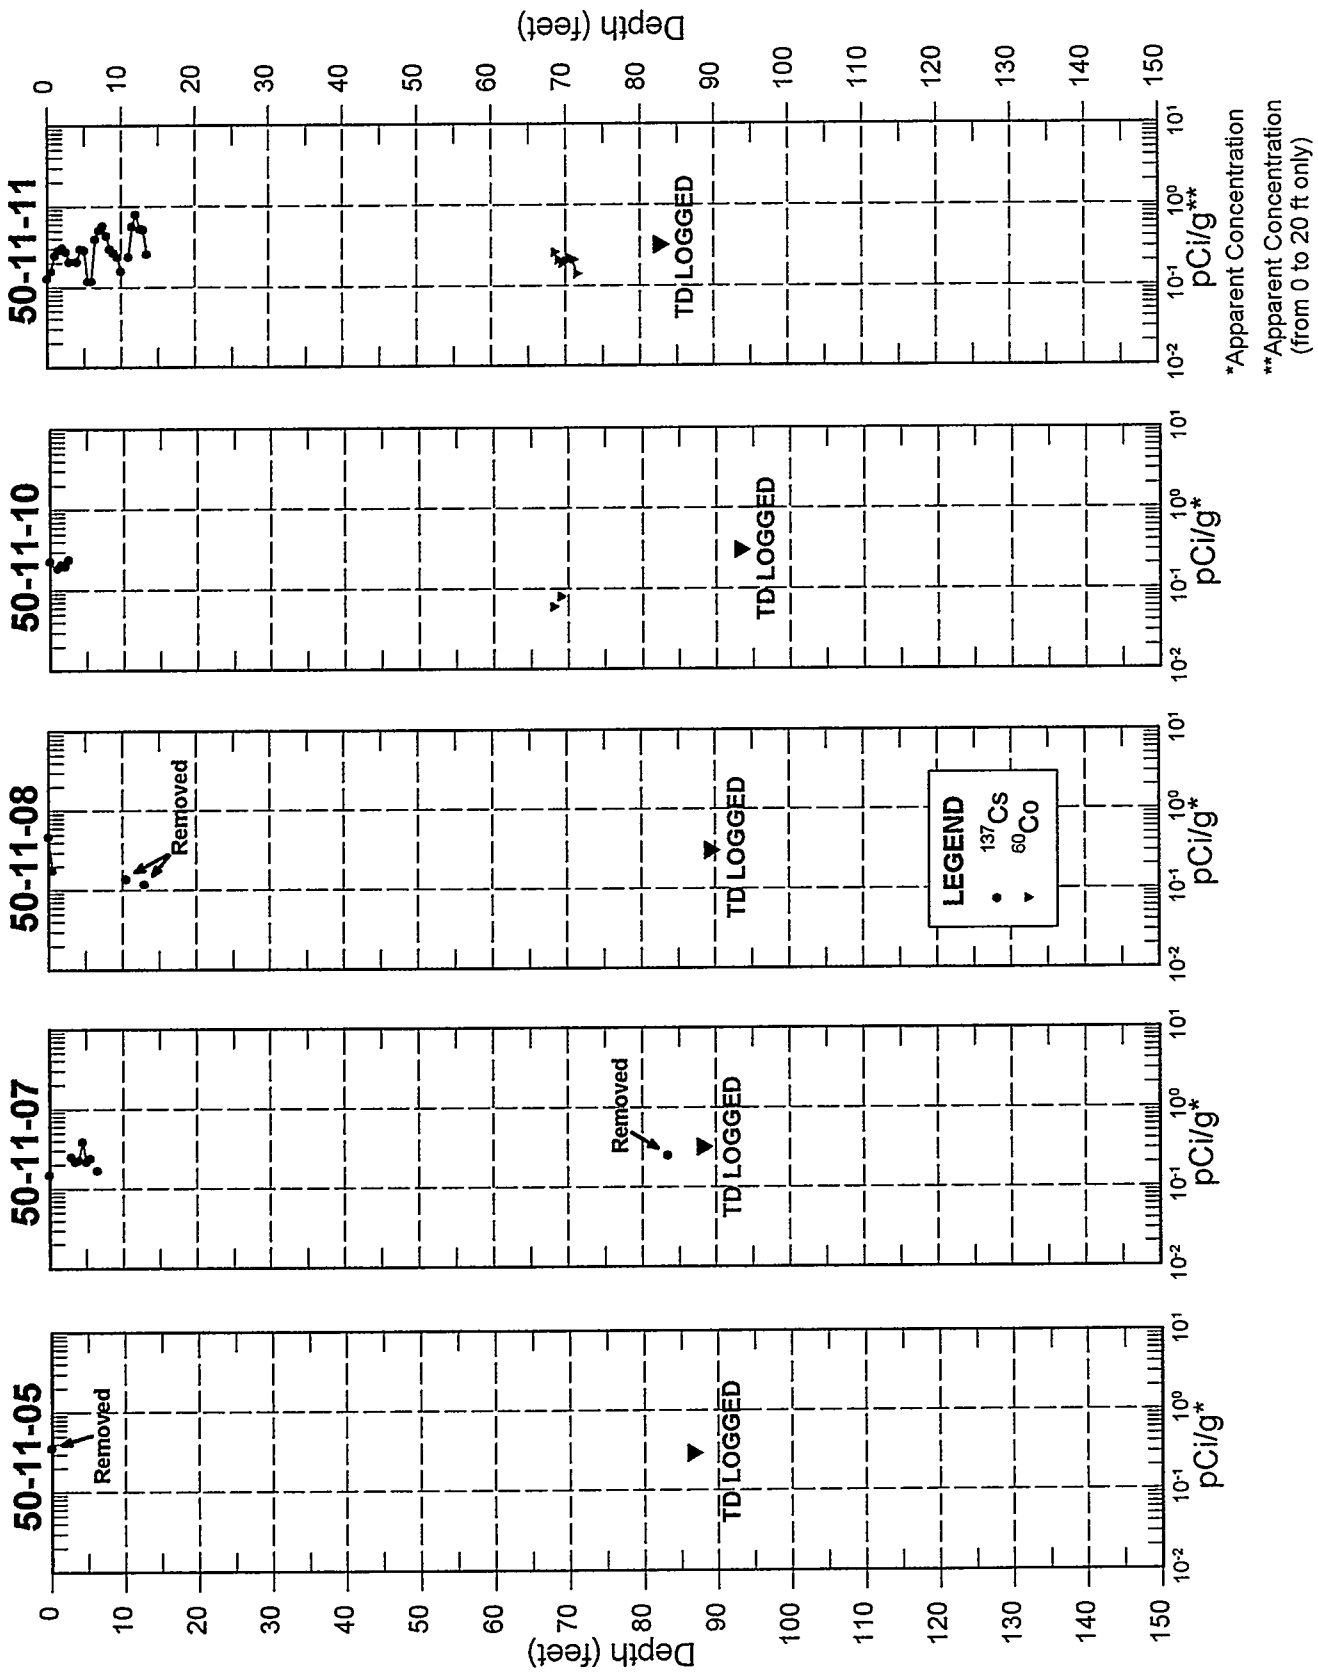 50-11-05
50-11-07
50-11-08
50-11-10
50-11-11
Depth (feet)
0
10
20
30
40
50
60
70
80
90
100
110
120
130
140
150
Removed
TD LOGGED
10⁻²
10⁻¹
10⁰
10¹
pCi/g*
Removed
TD LOGGED
10⁻²
10⁻¹
10⁰
10¹
pCi/g*
Removed
TD LOGGED
LEGEND
¹³⁷Cs
⁶⁰Co
10⁻²
10⁻¹
10⁰
10¹
pCi/g*
TD LOGGED
10⁻²
10⁻¹
10⁰
10¹
pCi/g*
TD LOGGED
10⁻²
10⁻¹
10⁰
10¹
pCi/g**
Depth (feet)
0
10
20
30
40
50
60
70
80
90
100
110
120
130
140
150
*Apparent Concentration
**Apparent Concentration
(from 0 to 20 ft only)